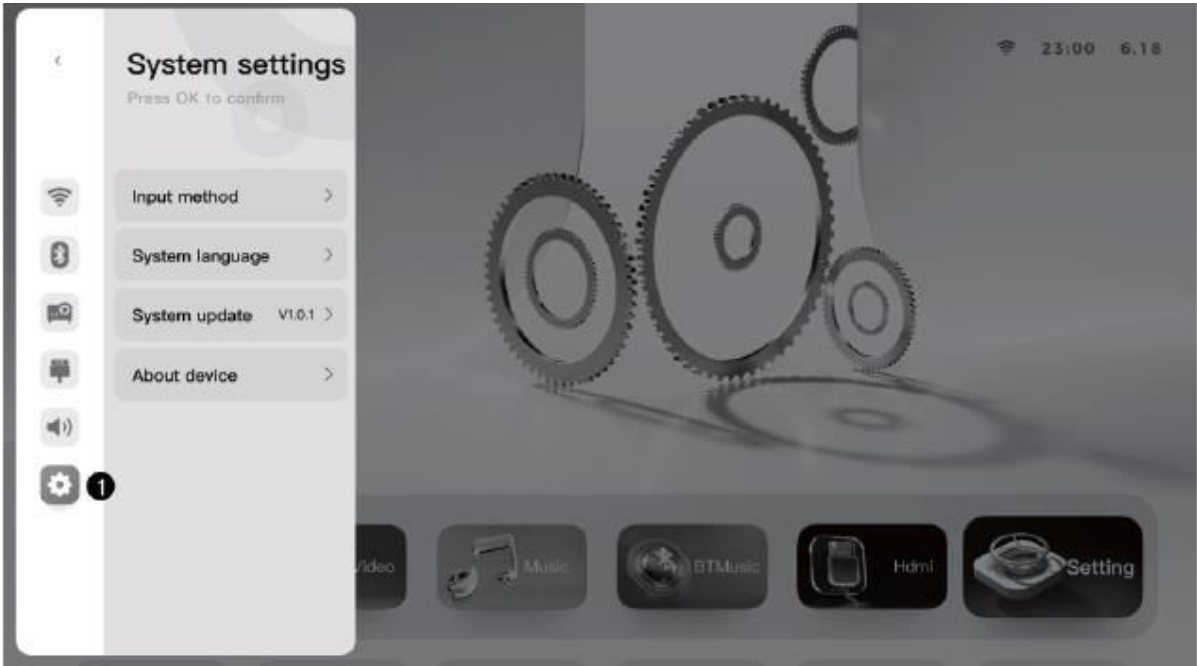 System settings
Press OK to confirm
23:00 6.18
Input method
System language
System update V1.0.1
About device
1
Video
Music
BTMusic
Hdmi
Setting